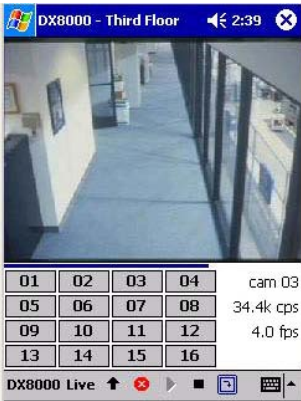 DX8000 - Third Floor 2:39
01 02 03 04 cam 03
05 06 07 08 34.4k cps
09 10 11 12 4.0 fps
13 14 15 16
DX8000 Live